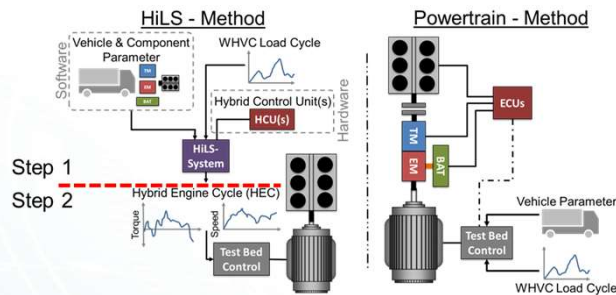 HiLS - Method
Powertrain - Method
Software
Vehicle & Component
Parameter
TM
EM
BAT
WHVC Load Cycle
Hybrid Control Unit(s)
HCU(s)
Hardware
HiLS-
System
Step 1
Step 2
Hybrid Engine Cycle (HEC)
Torque
Speed
Test Bed
Control
ECUs
TM
EM
BAT
Test Bed
Control
Vehicle Parameter
WHVC Load Cycle